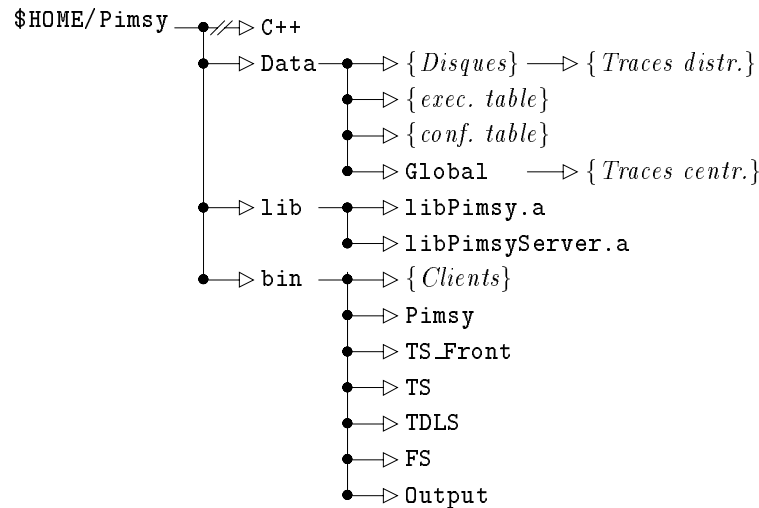 $HOME/Pimsy C++
Data {Disques} {Traces distr.}
{exec. table}
{conf. table}
Global {Traces centr.}
lib libPimsy.a
libPimsyServer.a
bin {Clients}
Pimsy
TS_Front
TS
TDLS
FS
Output